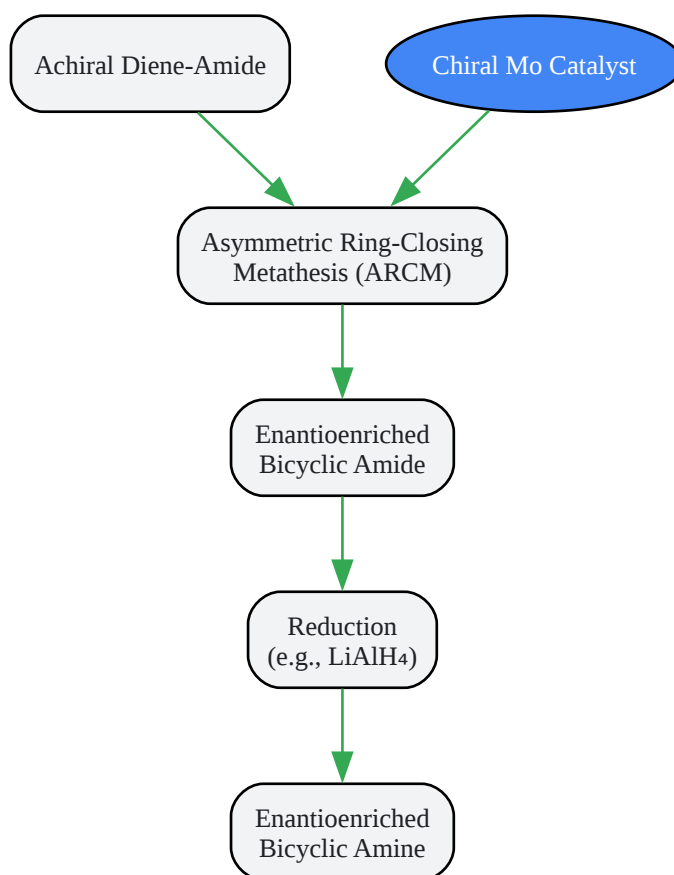 Achiral Diene-Amide
Chiral Mo Catalyst
Asymmetric Ring-Closing
Metathesis (ARCM)
Enantioenriched
Bicyclic Amide
Reduction
(e.g., LiAlH₄)
Enantioenriched
Bicyclic Amine